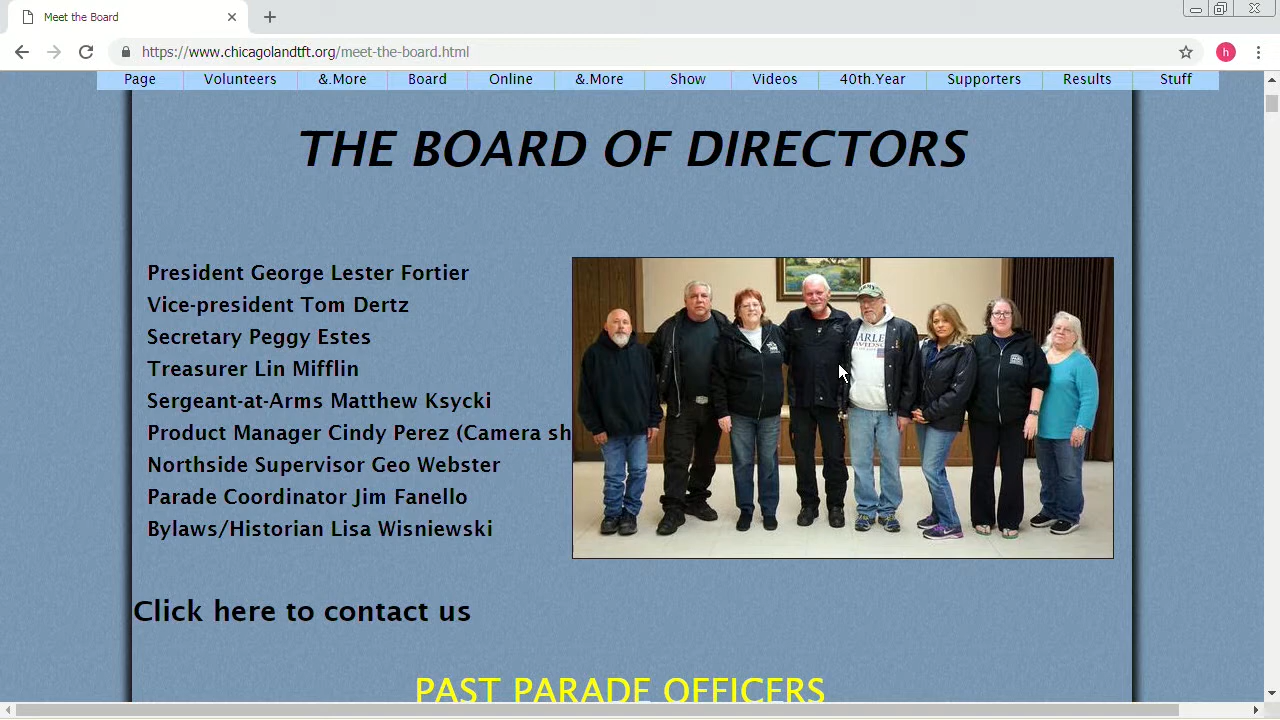 Meet the Board
https://www.chicagolandtft.org/meet-the-board.html
h
Page Volunteers &.More Board Online &.More Show Videos 40th.Year Supporters Results Stuff
THE BOARD OF DIRECTORS
President George Lester Fortier
Vice-president Tom Dertz
Secretary Peggy Estes
Treasurer Lin Mifflin
Sergeant-at-Arms Matthew Ksycki
Product Manager Cindy Perez (Camera sh
Northside Supervisor Geo Webster
Parade Coordinator Jim Fanello
Bylaws/Historian Lisa Wisniewski
Click here to contact us
PAST PARADE OFFICERS